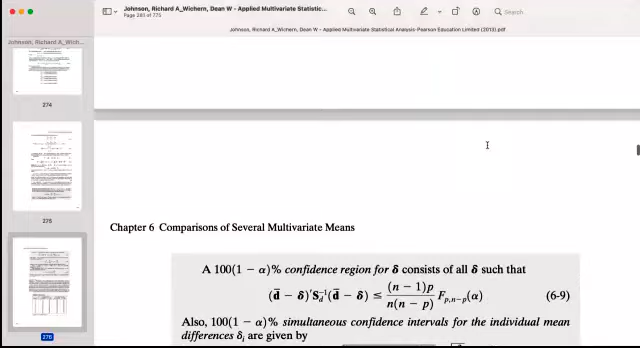 Johnson, Richard A_Wichern, Dean W - Applied Multivariate Statistic...
Page 281 of 775
Search
Johnson, Richard A_Wichern, Dean W - Applied Multivariate Statistical Analysis-Pearson Education Limited (2013).pdf
Johnson, Richard A_Wich...
274
275
276
Chapter 6 Comparisons of Several Multivariate Means
A 100(1 − α)% confidence region for δ consists of all δ such that
(d̄ − δ)′S_d⁻¹(d̄ − δ) ≤ (n − 1)p / n(n − p) F_{p,n−p}(α) (6-9)
Also, 100(1 − α)% simultaneous confidence intervals for the individual mean
differences δ_i are given by